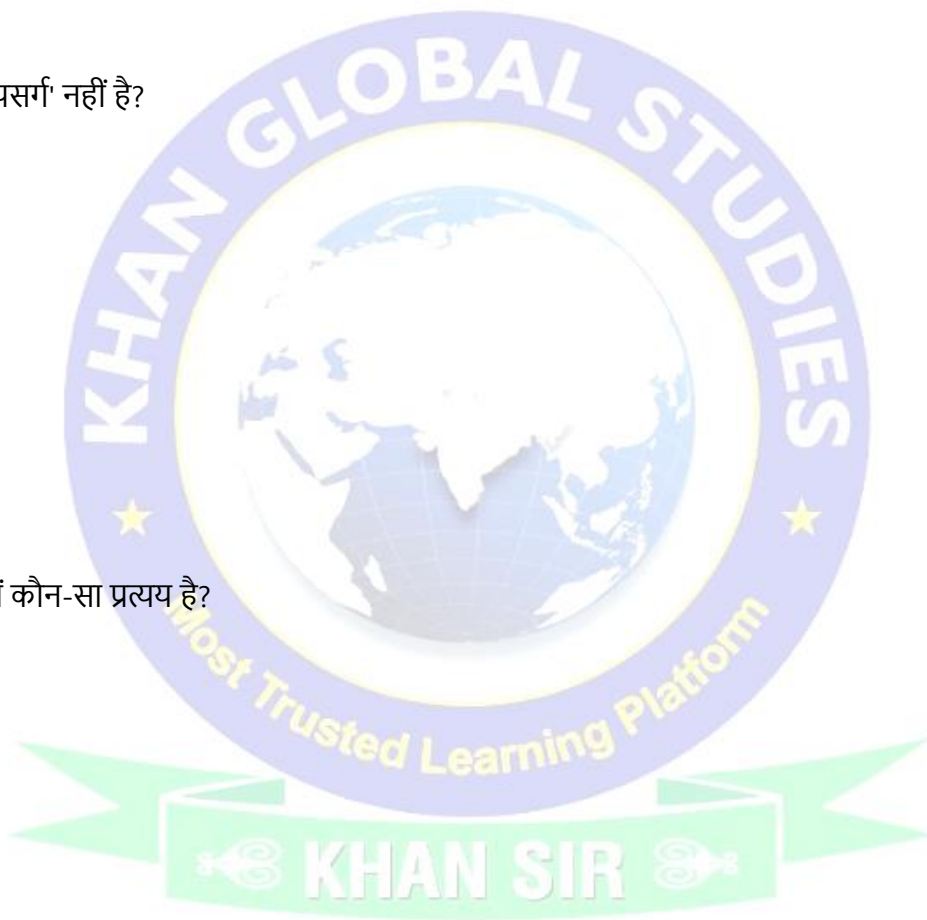 पसर्ग' नहीं है?
KHAN GLOBAL STUDIES
कौन-सा प्रत्यय है?
Most Trusted Learning Platform
KHAN SIR